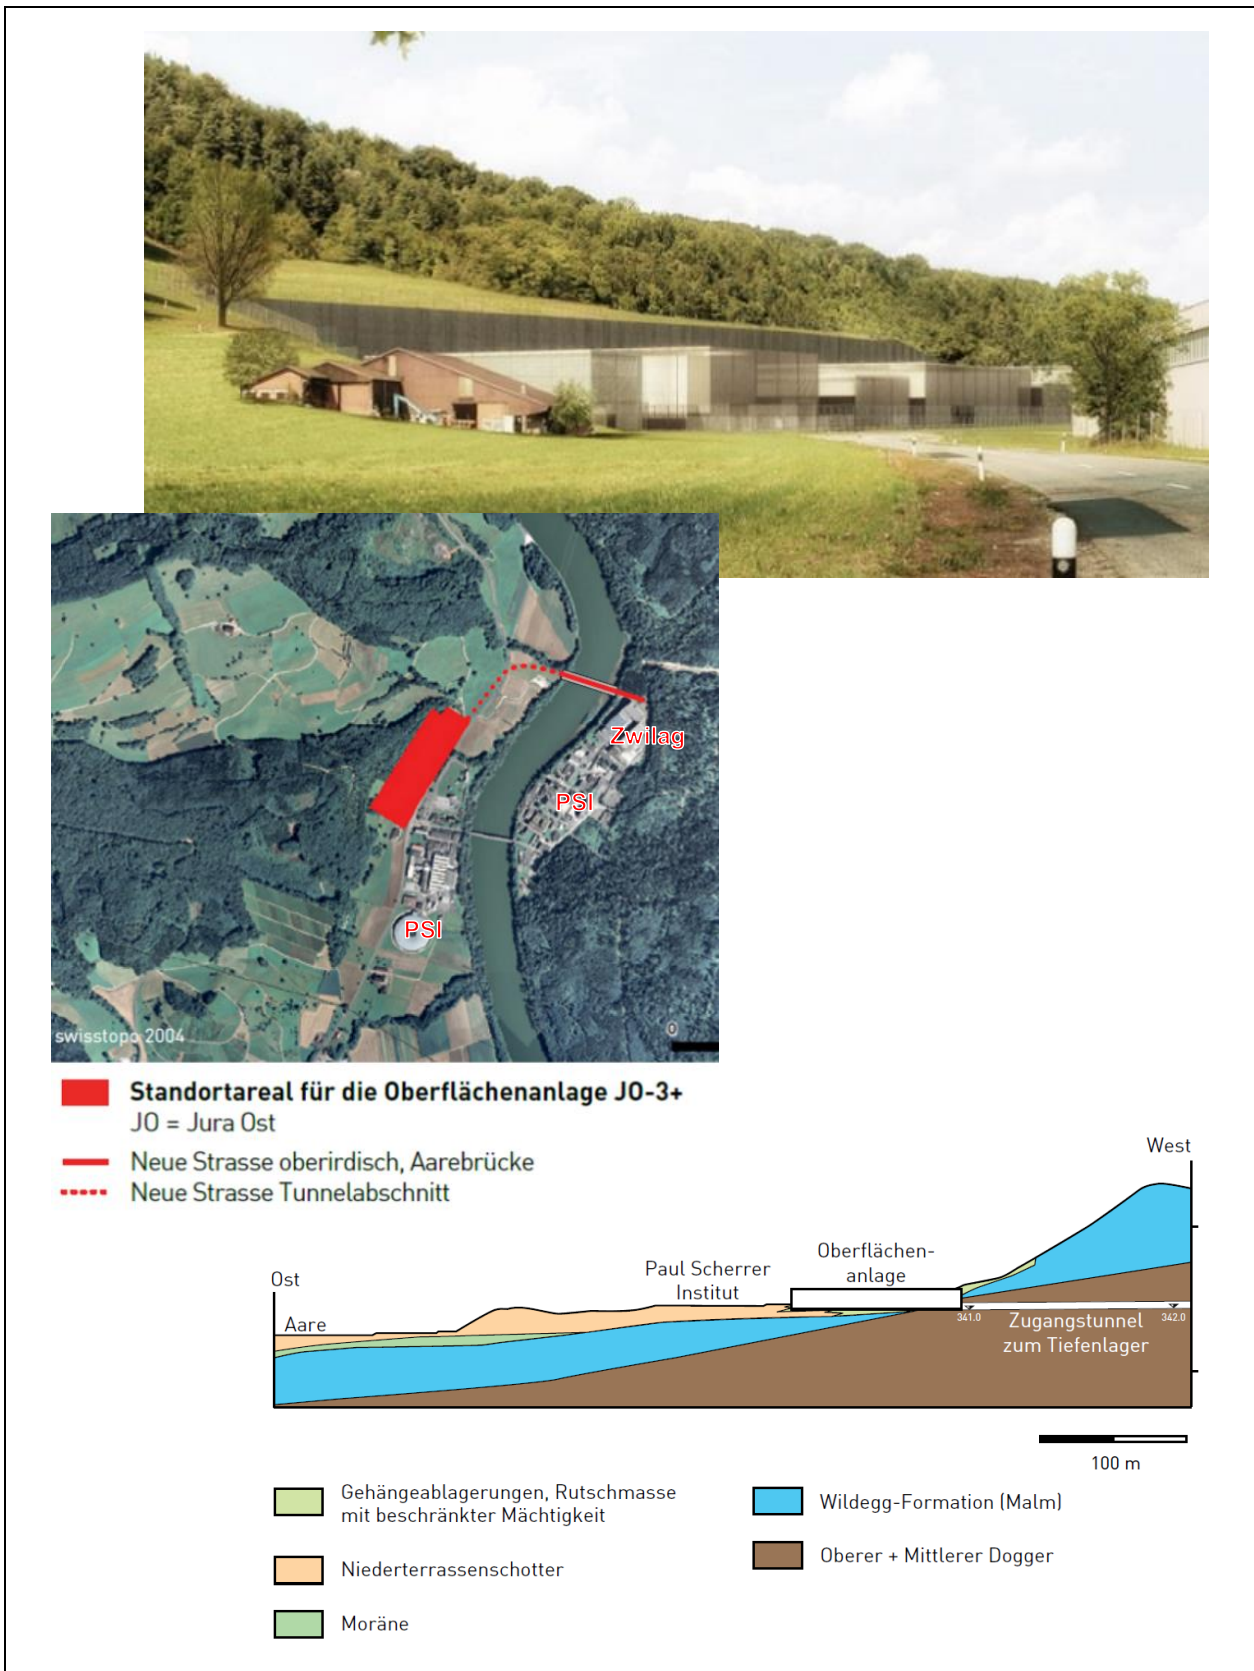 Zwilag
PSI
PSI
swisstopo 2004
0
Standortareal für die Oberflächenanlage JO-3+
JO = Jura Ost
Neue Strasse oberirdisch, Aarebrücke
Neue Strasse Tunnelabschnitt
West
Oberflächen-
anlage
Paul Scherrer
Institut
Ost
Aare
341.0
Zugangstunnel
zum Tiefenlager
342.0
100 m
Gehängeablagerungen, Rutschmasse
mit beschränkter Mächtigkeit
Niederterrassenschotter
Moräne
Wildegg-Formation (Malm)
Oberer + Mittlerer Dogger